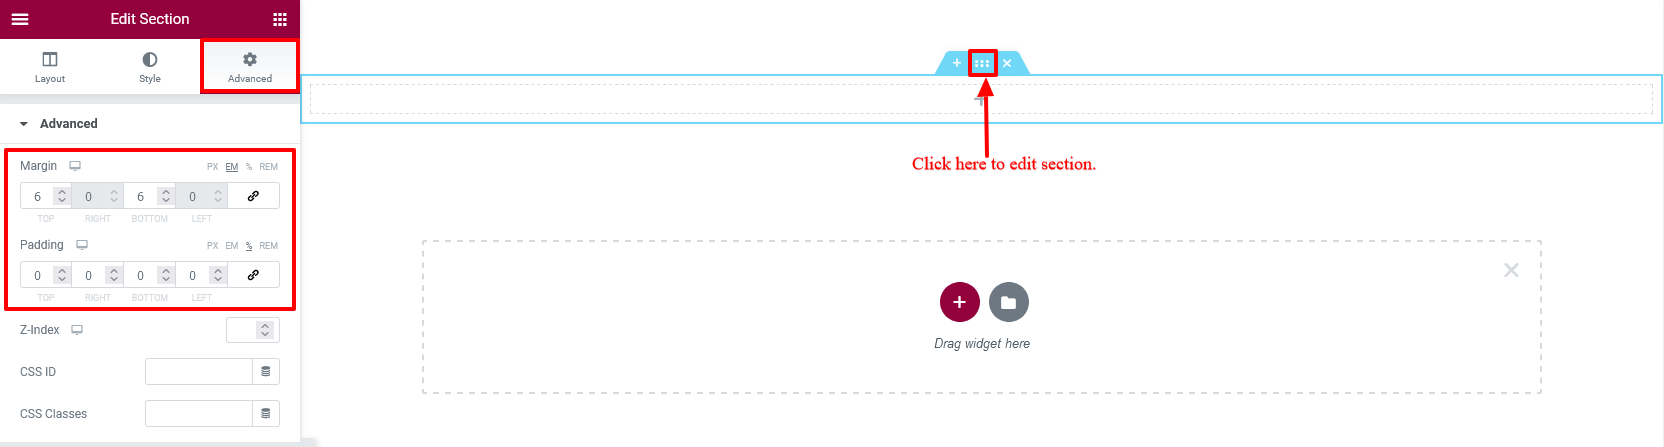 Edit Section
Layout Style Advanced
Advanced
Margin PX EM % REM
6 0 6 0
TOP RIGHT BOTTOM LEFT
Padding PX EM % REM
0 0 0 0
TOP RIGHT BOTTOM LEFT
Z-Index
CSS ID
CSS Classes
Click here to edit section.
Drag widget here